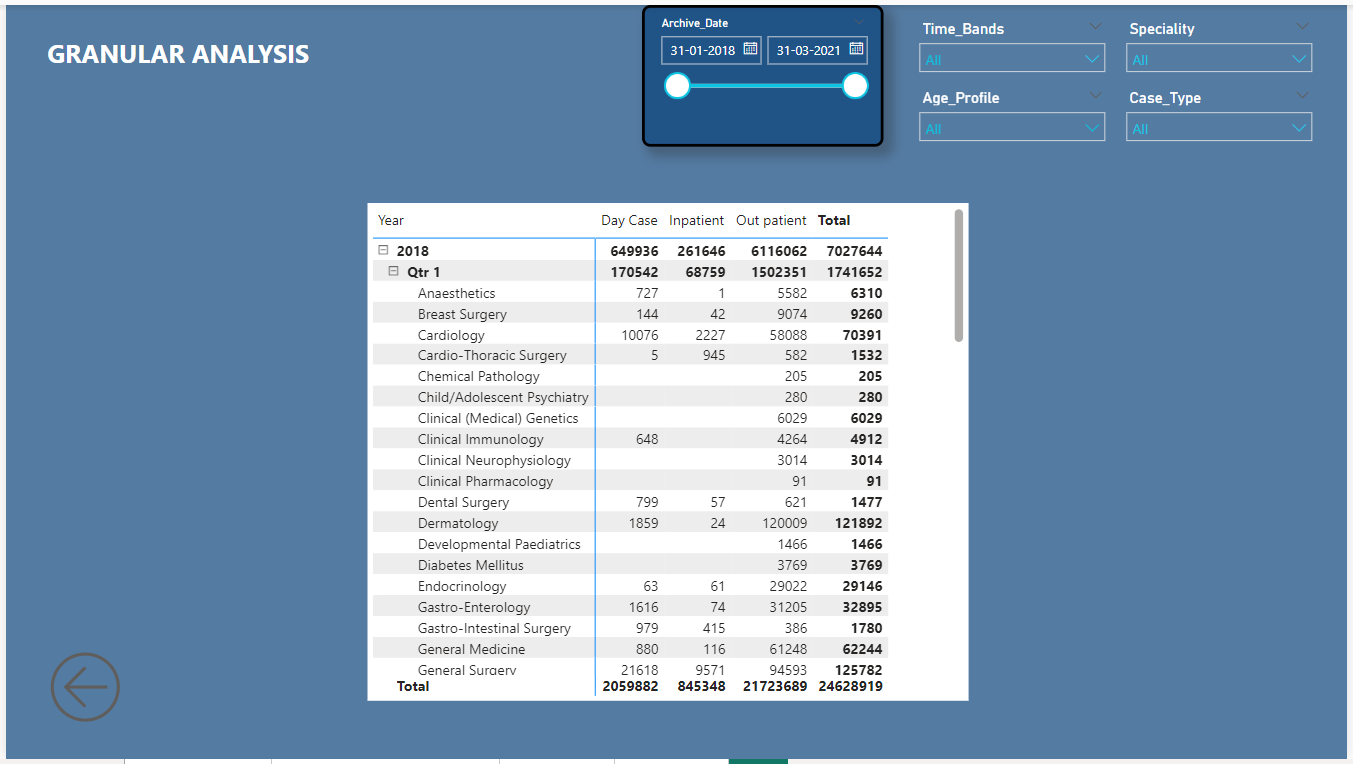 GRANULAR ANALYSIS
Archive_Date
31-01-2018 31-03-2021
Time_Bands
All
Speciality
All
Age_Profile
All
Case_Type
All
Year Day Case Inpatient Out patient Total
2018 649936 261646 6116062 7027644
Qtr 1 170542 68759 1502351 1741652
Anaesthetics 727 1 5582 6310
Breast Surgery 144 42 9074 9260
Cardiology 10076 2227 58088 70391
Cardio-Thoracic Surgery 5 945 582 1532
Chemical Pathology 205 205
Child/Adolescent Psychiatry 280 280
Clinical (Medical) Genetics 6029 6029
Clinical Immunology 648 4264 4912
Clinical Neurophysiology 3014 3014
Clinical Pharmacology 91 91
Dental Surgery 799 57 621 1477
Dermatology 1859 24 120009 121892
Developmental Paediatrics 1466 1466
Diabetes Mellitus 3769 3769
Endocrinology 63 61 29022 29146
Gastro-Enterology 1616 74 31205 32895
Gastro-Intestinal Surgery 979 415 386 1780
General Medicine 880 116 61248 62244
General Surgery 21618 9571 94593 125782
Total 2059882 845348 21723689 24628919